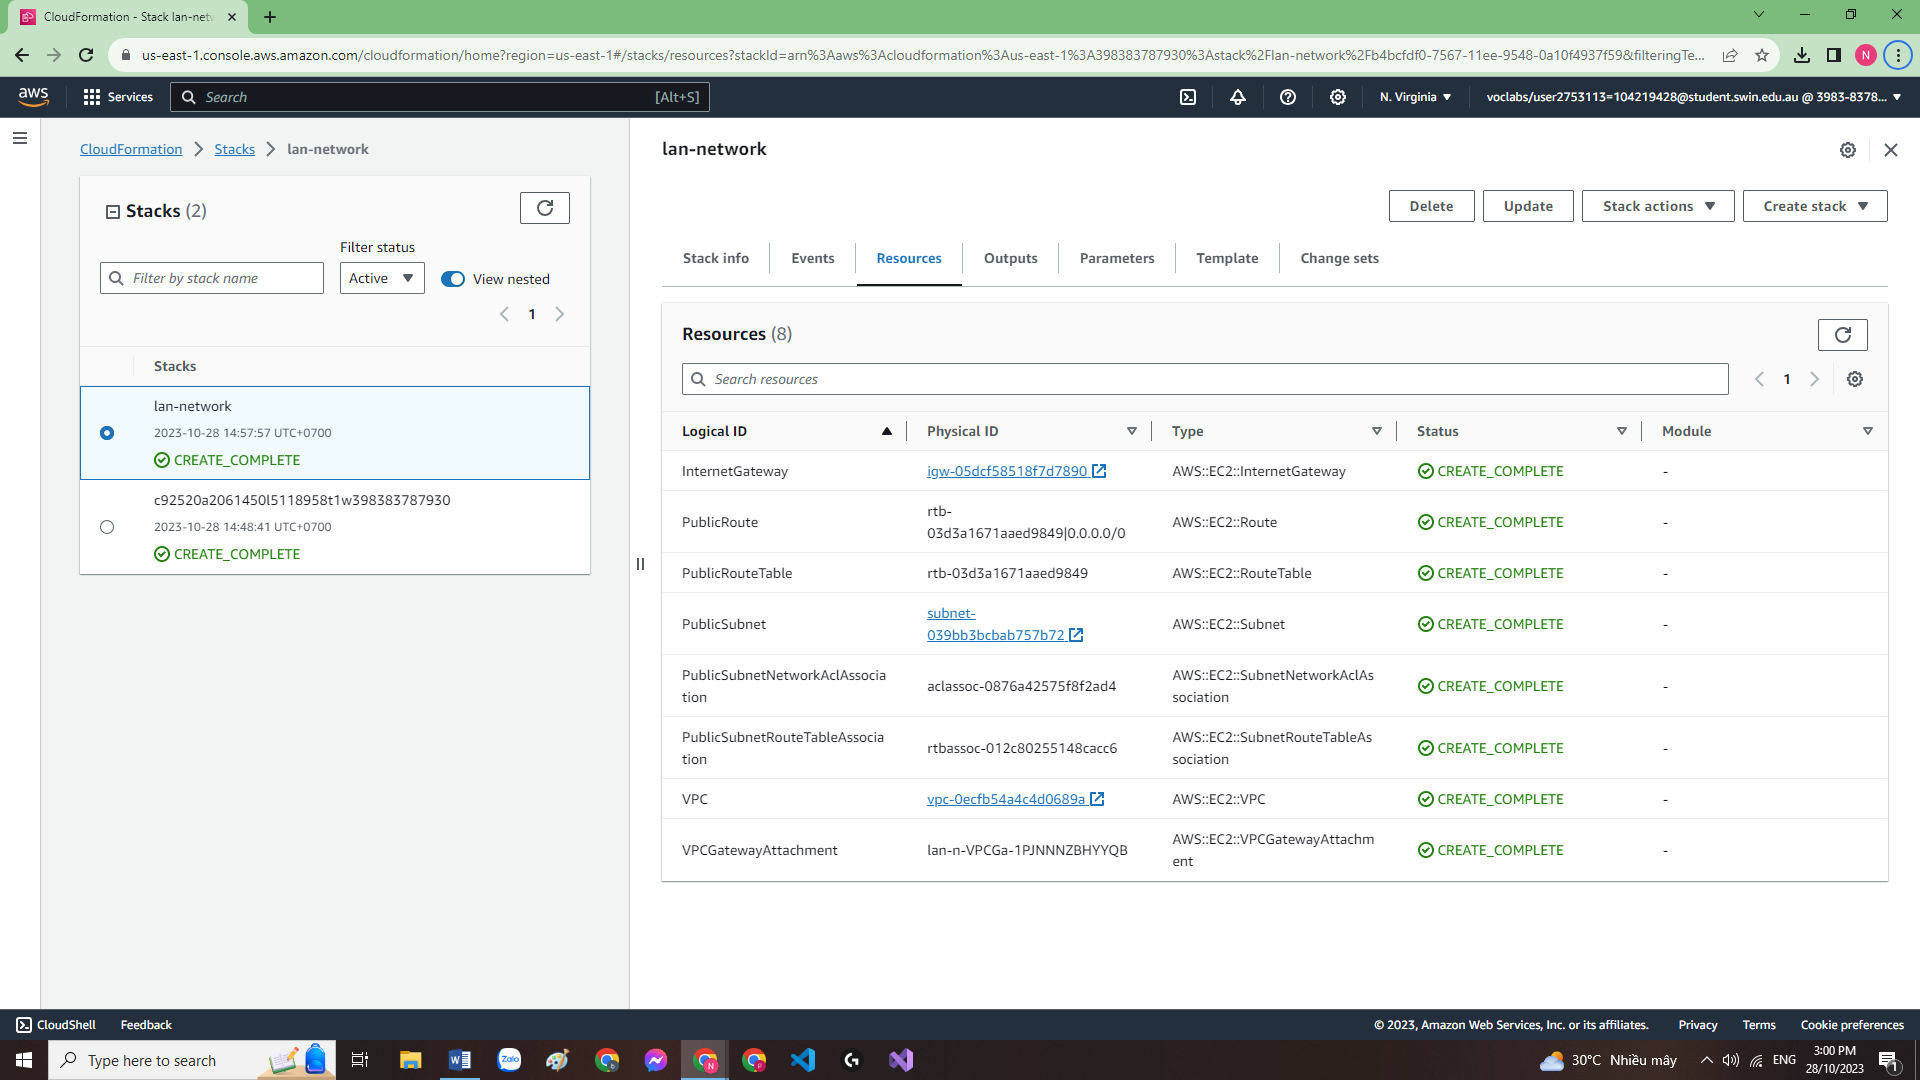 CloudFormation - Stack lan-netw
us-east-1.console.aws.amazon.com/cloudformation/home?region=us-east-1#/stacks/resources?stackId=arn%3Aaws%3Acloudformation%3Aus-east-1%3A398383787930%3Astack%2Flan-network%2Fb4bcfdf0-7567-11ee-9548-0a10f4937f59&filteringTe...
N
aws
Services
Search
[Alt+S]
N. Virginia
voclabs/user2753113=104219428@student.swin.edu.au @ 3983-8378...
CloudFormation
Stacks
lan-network
Stacks (2)
Filter status
Filter by stack name
Active
View nested
1
Stacks
lan-network
2023-10-28 14:57:57 UTC+0700
CREATE_COMPLETE
c92520a2061450l5118958t1w398383787930
2023-10-28 14:48:41 UTC+0700
CREATE_COMPLETE
lan-network
Delete
Update
Stack actions
Create stack
Stack info
Events
Resources
Outputs
Parameters
Template
Change sets
Resources (8)
Search resources
1
Logical ID Physical ID Type Status Module
InternetGateway igw-05dcf58518f7d7890 AWS::EC2::InternetGateway CREATE_COMPLETE -
PublicRoute rtb-
03d3a1671aaed9849|0.0.0.0/0 AWS::EC2::Route CREATE_COMPLETE -
PublicRouteTable rtb-03d3a1671aaed9849 AWS::EC2::RouteTable CREATE_COMPLETE -
PublicSubnet subnet-
039bb3bcbab757b72 AWS::EC2::Subnet CREATE_COMPLETE -
PublicSubnetNetworkAclAssocia
tion aclassoc-0876a42575f8f2ad4 AWS::EC2::SubnetNetworkAclAs
sociation CREATE_COMPLETE -
PublicSubnetRouteTableAssocia
tion rtbassoc-012c80255148cacc6 AWS::EC2::SubnetRouteTableAs
sociation CREATE_COMPLETE -
VPC vpc-0ecfb54a4c4d0689a AWS::EC2::VPC CREATE_COMPLETE -
VPCGatewayAttachment lan-n-VPCGa-1PJNNNZBHYYQB AWS::EC2::VPCGatewayAttachm
ent CREATE_COMPLETE -
CloudShell
Feedback
© 2023, Amazon Web Services, Inc. or its affiliates.
Privacy
Terms
Cookie preferences
Type here to search
Zalo
30°C Nhiều mây
ENG
3:00 PM
28/10/2023
1